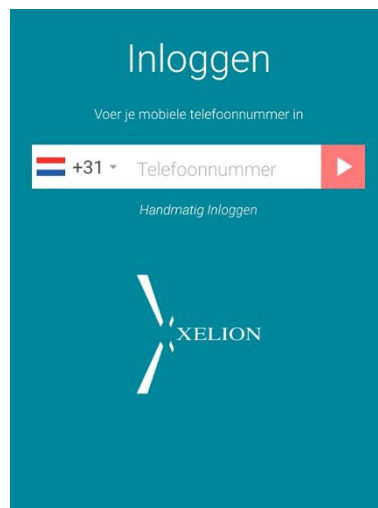 Inloggen
Voer je mobiele telefoonnummer in
+31 Telefoonnummer
Handmatig Inloggen
XELION